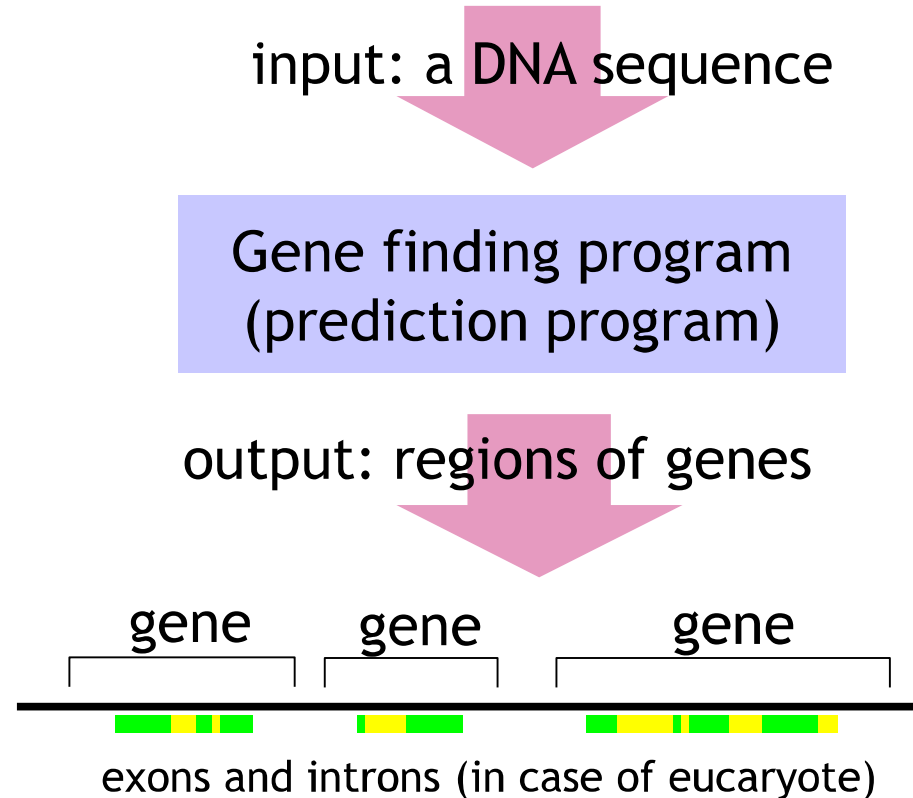 input: a DNA sequence
Gene finding program
(prediction program)
output: regions of genes
gene gene gene
exons and introns (in case of eucaryote)